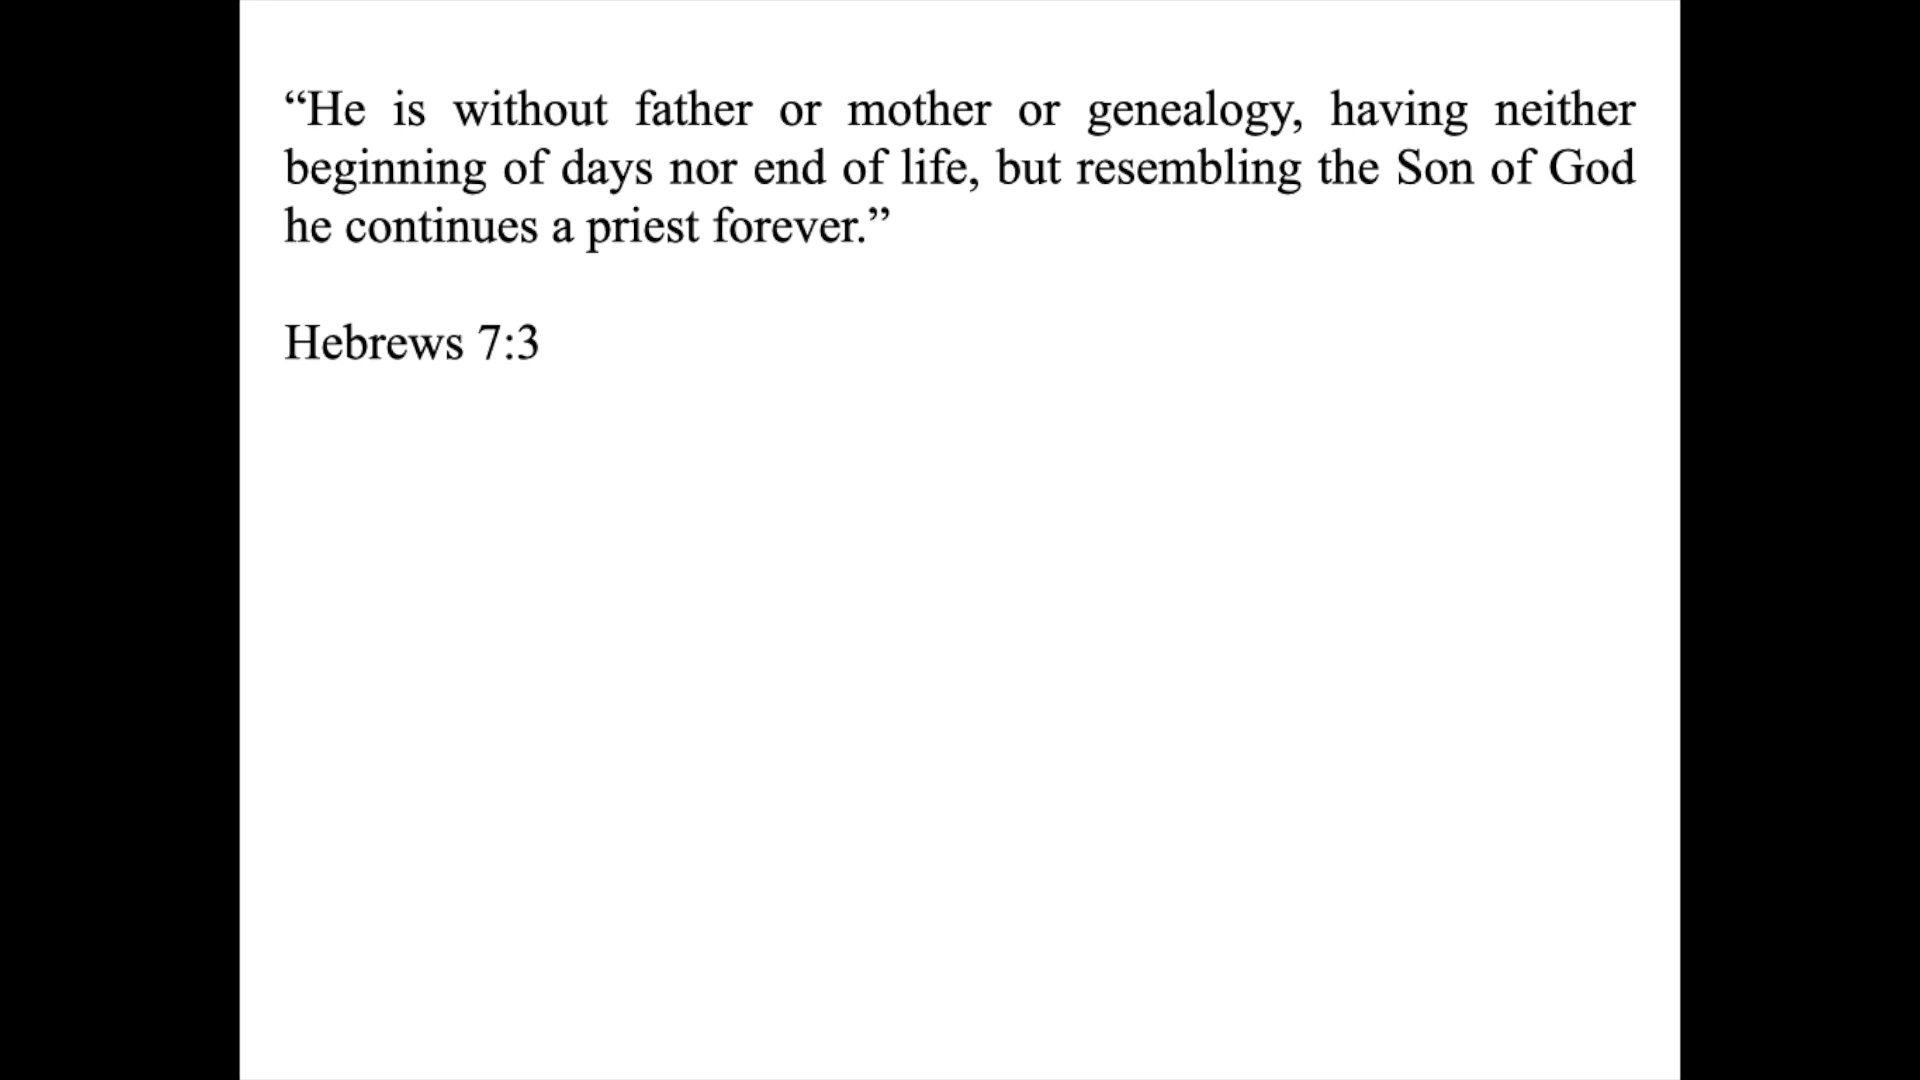 “He is without father or mother or genealogy, having neither
beginning of days nor end of life, but resembling the Son of God
he continues a priest forever.”
Hebrews 7:3